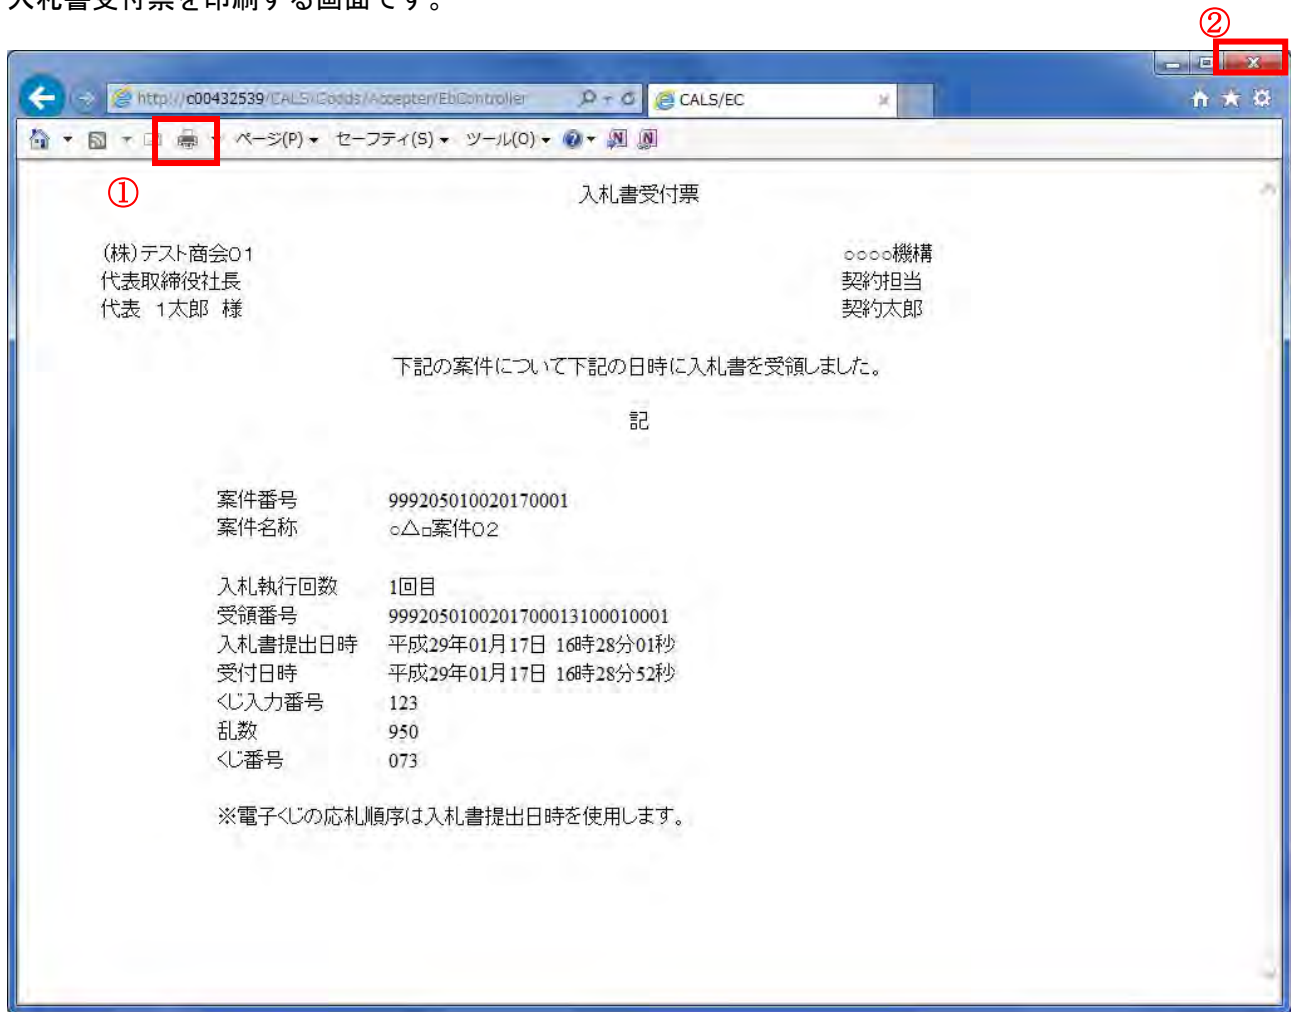 入札書受付票を印刷する画面です。
②
http://c00432539/CALS/Goods/Accepter/EbController
CALS/EC
ページ(P) セーフティ(S) ツール(O)
①
入札書受付票
(株)テスト商会01
○○○○機構
代表取締役社長
契約担当
代表 1太郎 様
契約太郎
下記の案件について下記の日時に入札書を受領しました。
記
案件番号 999205010020170001
案件名称 ○△□案件02
入札執行回数 1回目
受領番号 9992050100201700013100010001
入札書提出日時 平成29年01月17日 16時28分01秒
受付日時 平成29年01月17日 16時28分52秒
くじ入力番号 123
乱数 950
くじ番号 073
※電子くじの応札順序は入札書提出日時を使用します。